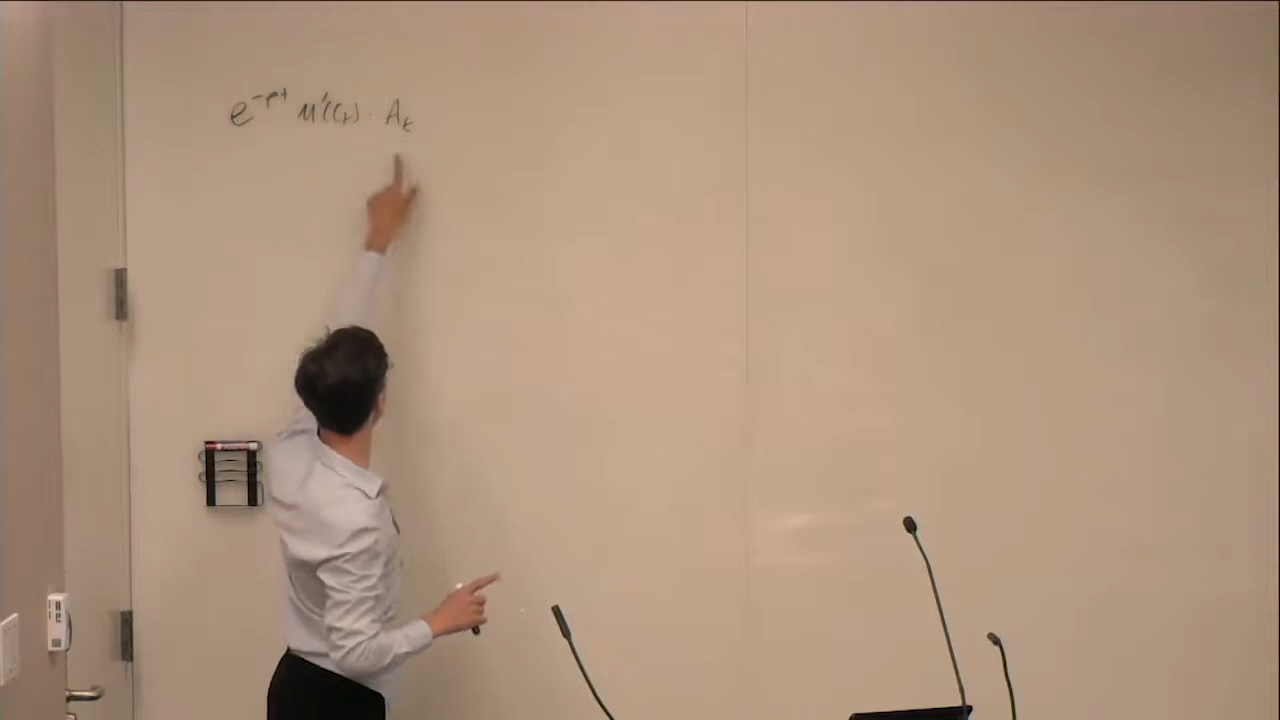 e^{-ρt} u'(c_t) · A_t